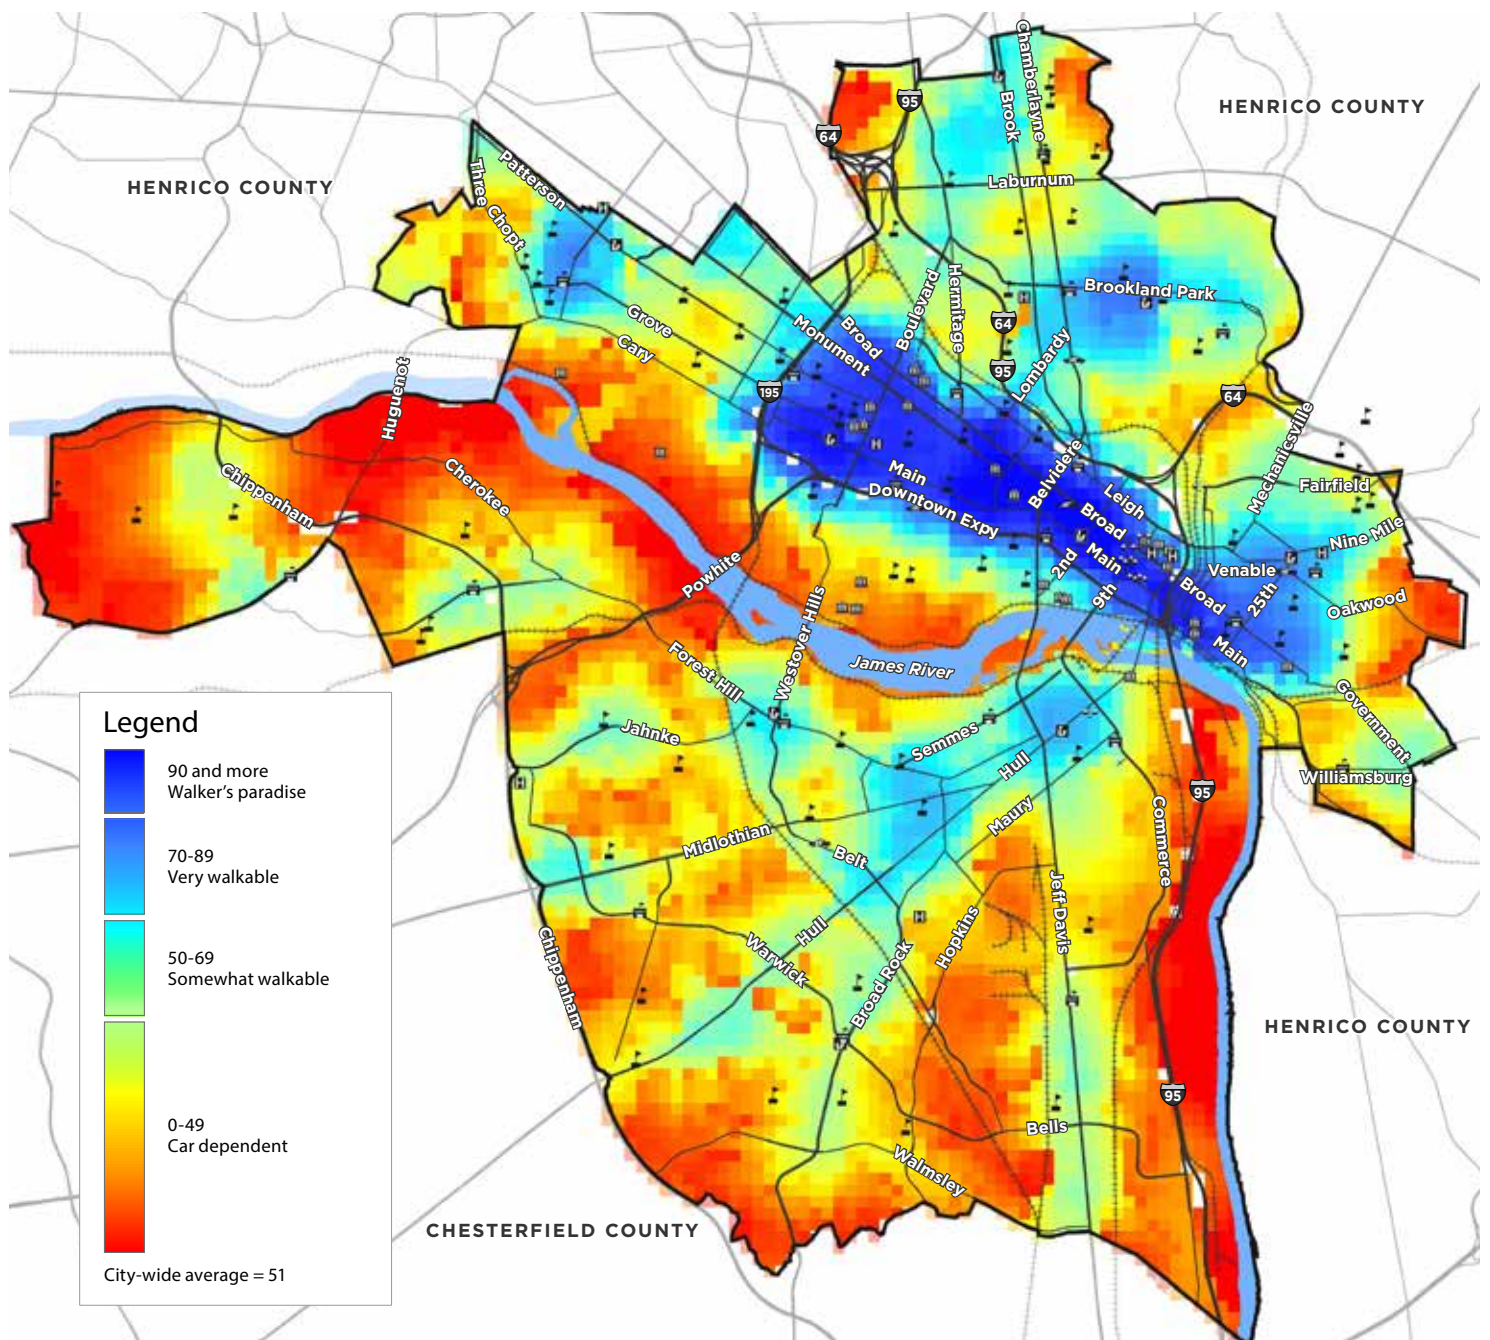 HENRICO COUNTY
HENRICO COUNTY
HENRICO COUNTY
CHESTERFIELD COUNTY
Chamberlayne
Brook
95
64
Laburnum
Patterson
Three Chopt
Grove
Cary
Huguenot
Monument
Broad
Boulevard
Hermitage
64
95
Lombardy
Brookland Park
195
64
Mechanicsville
Fairfield
Nine Mile
Venable
25th
Oakwood
Chippenham
Cherokee
Main
Downtown Expy
Belvidere
Leigh
Broad
Main
2nd
9th
Broad
Main
Government
Williamsburg
Powhite
Westover Hills
James River
Forest Hill
Jahnke
Semmes
Hull
Maury
95
Commerce
Midlothian
Belt
Jeff Davis
Hopkins
Hull
Warwick
Broad Rock
Chippenham
95
Bells
Walmsley
H
H
H
H
H
H
H
H
Legend
90 and more
Walker's paradise
70-89
Very walkable
50-69
Somewhat walkable
0-49
Car dependent
City-wide average = 51